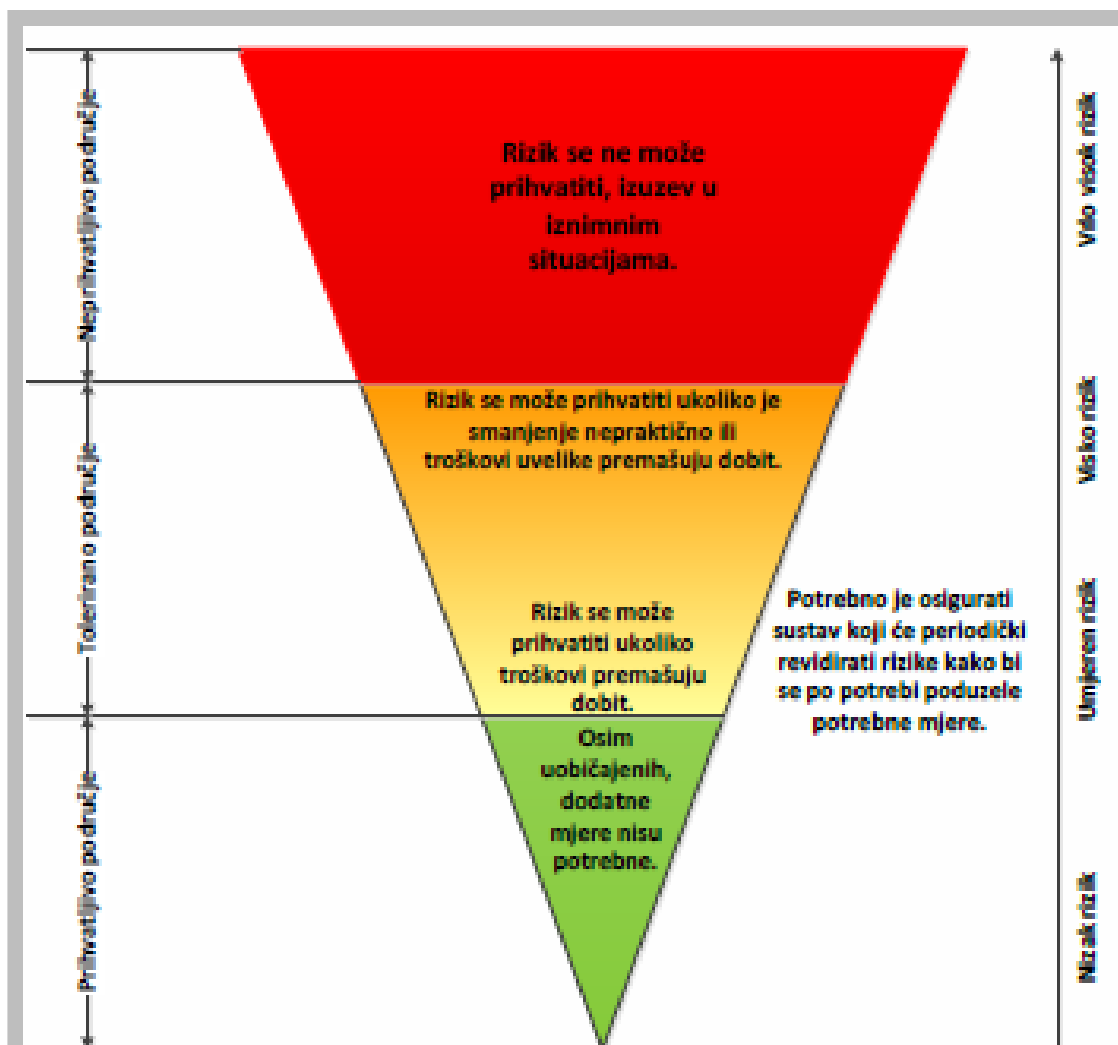 Neprihvatljivo područje
Tolerirano područje
Prihvatljivo područje
Rizik se ne može
prihvatiti, izuzev u
iznimnim
situacijama.
Rizik se može prihvatiti ukoliko je
smanjenje nepraktično ili
troškovi uvelike premašuju dobit.
Rizik se može
prihvatiti ukoliko
troškovi premašuju
dobit.
Osim
uobičajenih,
dodatne
mjere nisu
potrebne.
Potrebno je osigurati
sustav koji će periodički
revidirati rizike kako bi
se po potrebi poduzele
potrebne mjere.
Vrlo visok rizik
Visko rizik
Umjeren rizik
Nizak rizik